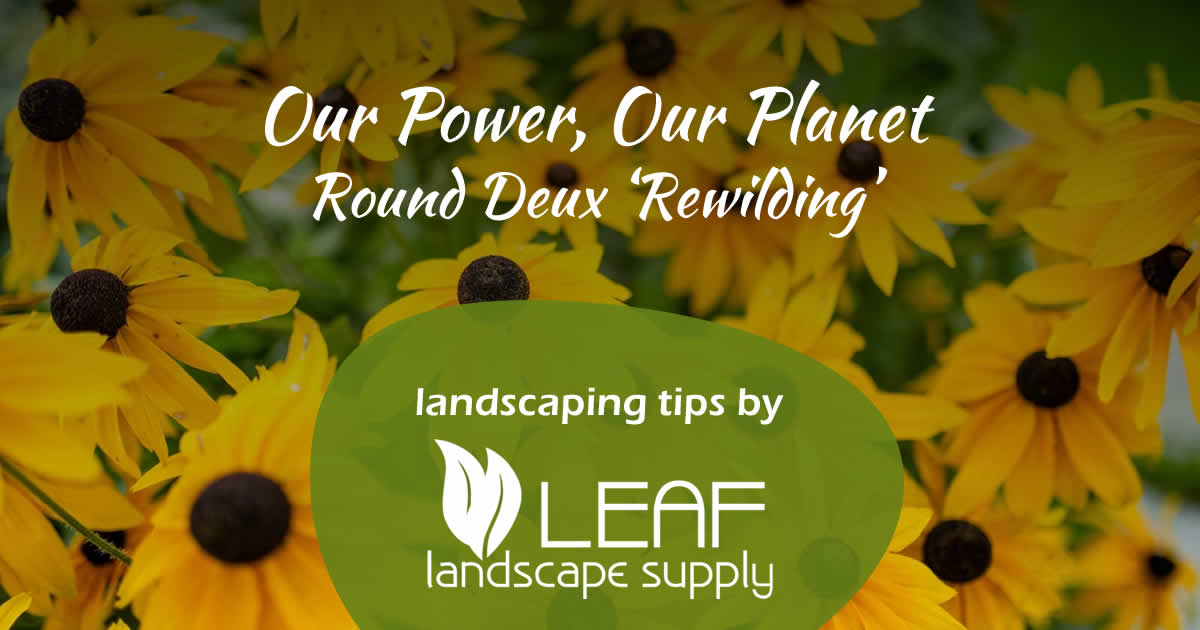 Our Power, Our Planet
Round Deux ‘Rewilding’
landscaping tips by
LEAF
landscape supply